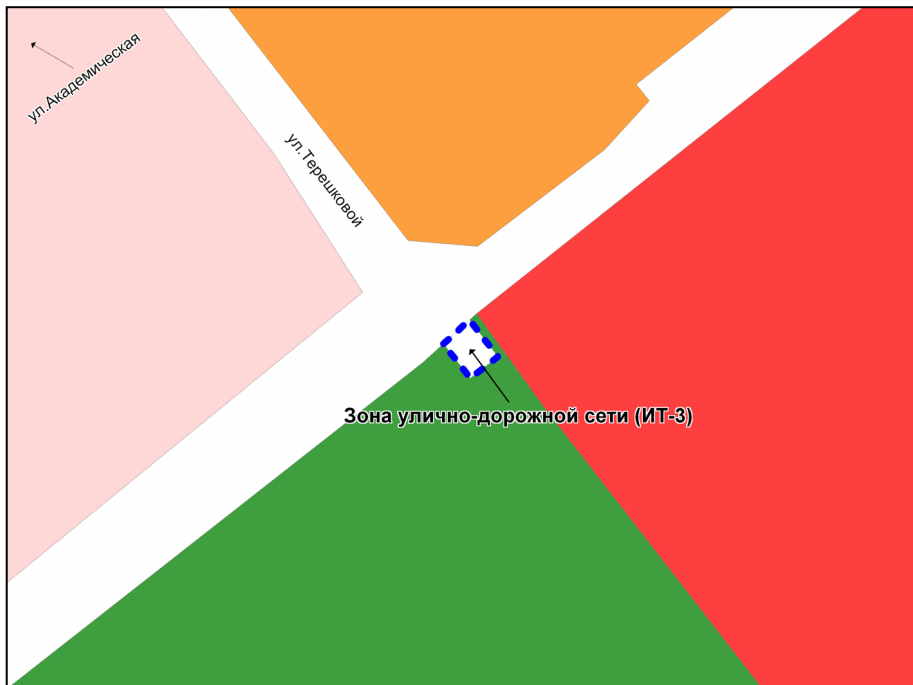 ул.Академическая
ул.Терешковой
Зона улично-дорожной сети (ИТ-3)